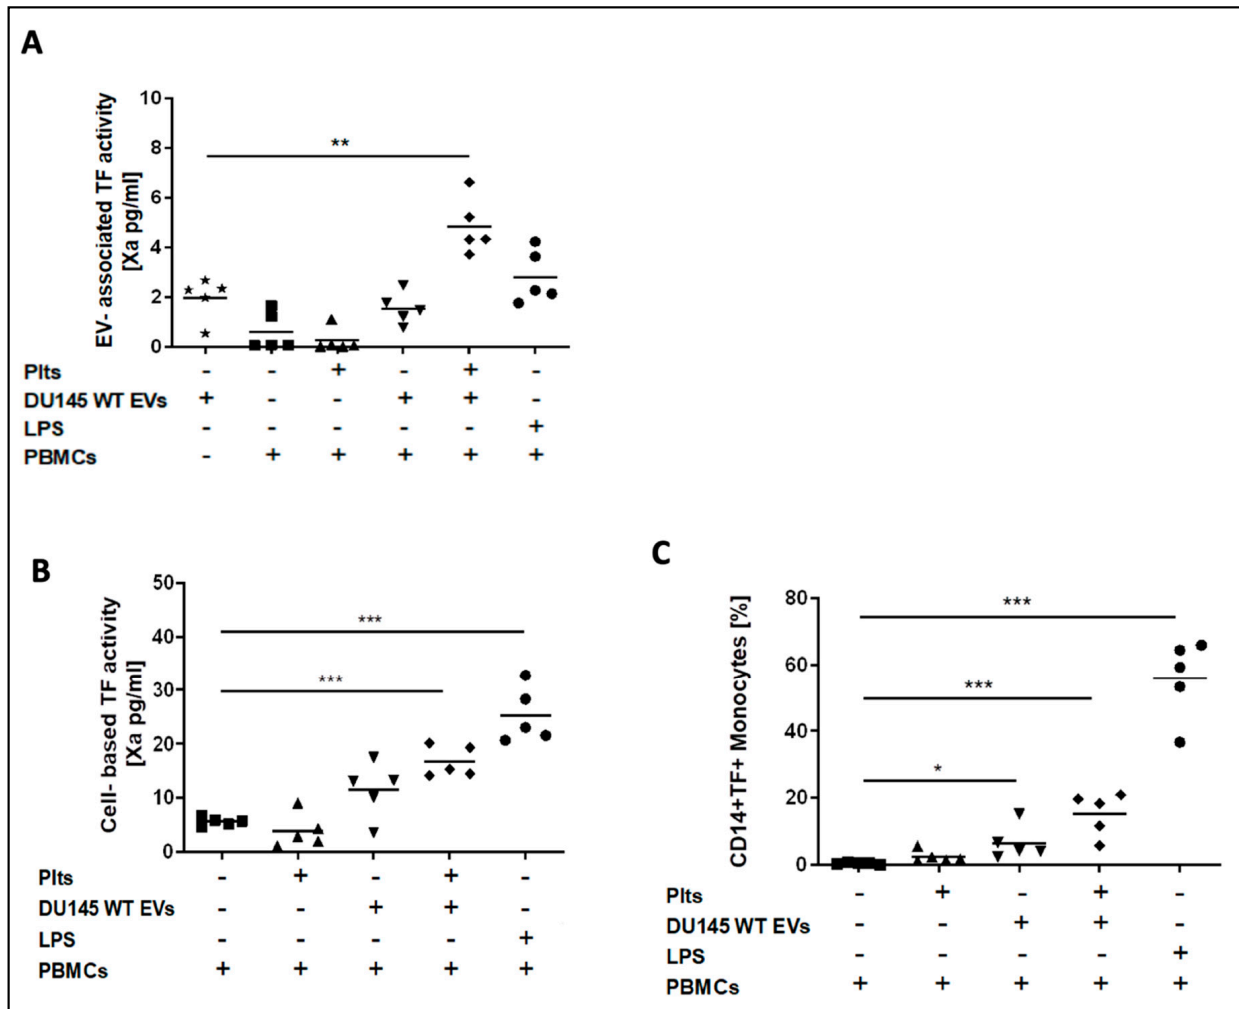 A
EV- associated TF activity
[Xa pg/ml]
10
8
6
4
2
0
**
Plts - - + - + -
DU145 WT EVs + - - + + -
LPS - - - - - +
PBMCs - + + + + +
B
Cell- based TF activity
[Xa pg/ml]
50
40
30
20
10
0
***
***
Plts - + - + -
DU145 WT EVs - - + + -
LPS - - - - +
PBMCs + + + + +
C
CD14+TF+ Monocytes [%]
80
60
40
20
0
***
***
*
Plts - + - + -
DU145 WT EVs - - + + -
LPS - - - - +
PBMCs + + + + +